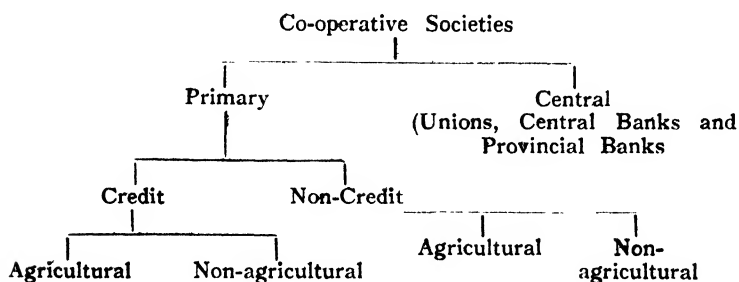 Co-operative Societies
Primary
Central
(Unions, Central Banks and
Provincial Banks
Credit
Non-Credit
Agricultural
Non-agricultural
Agricultural
Non-
agricultural